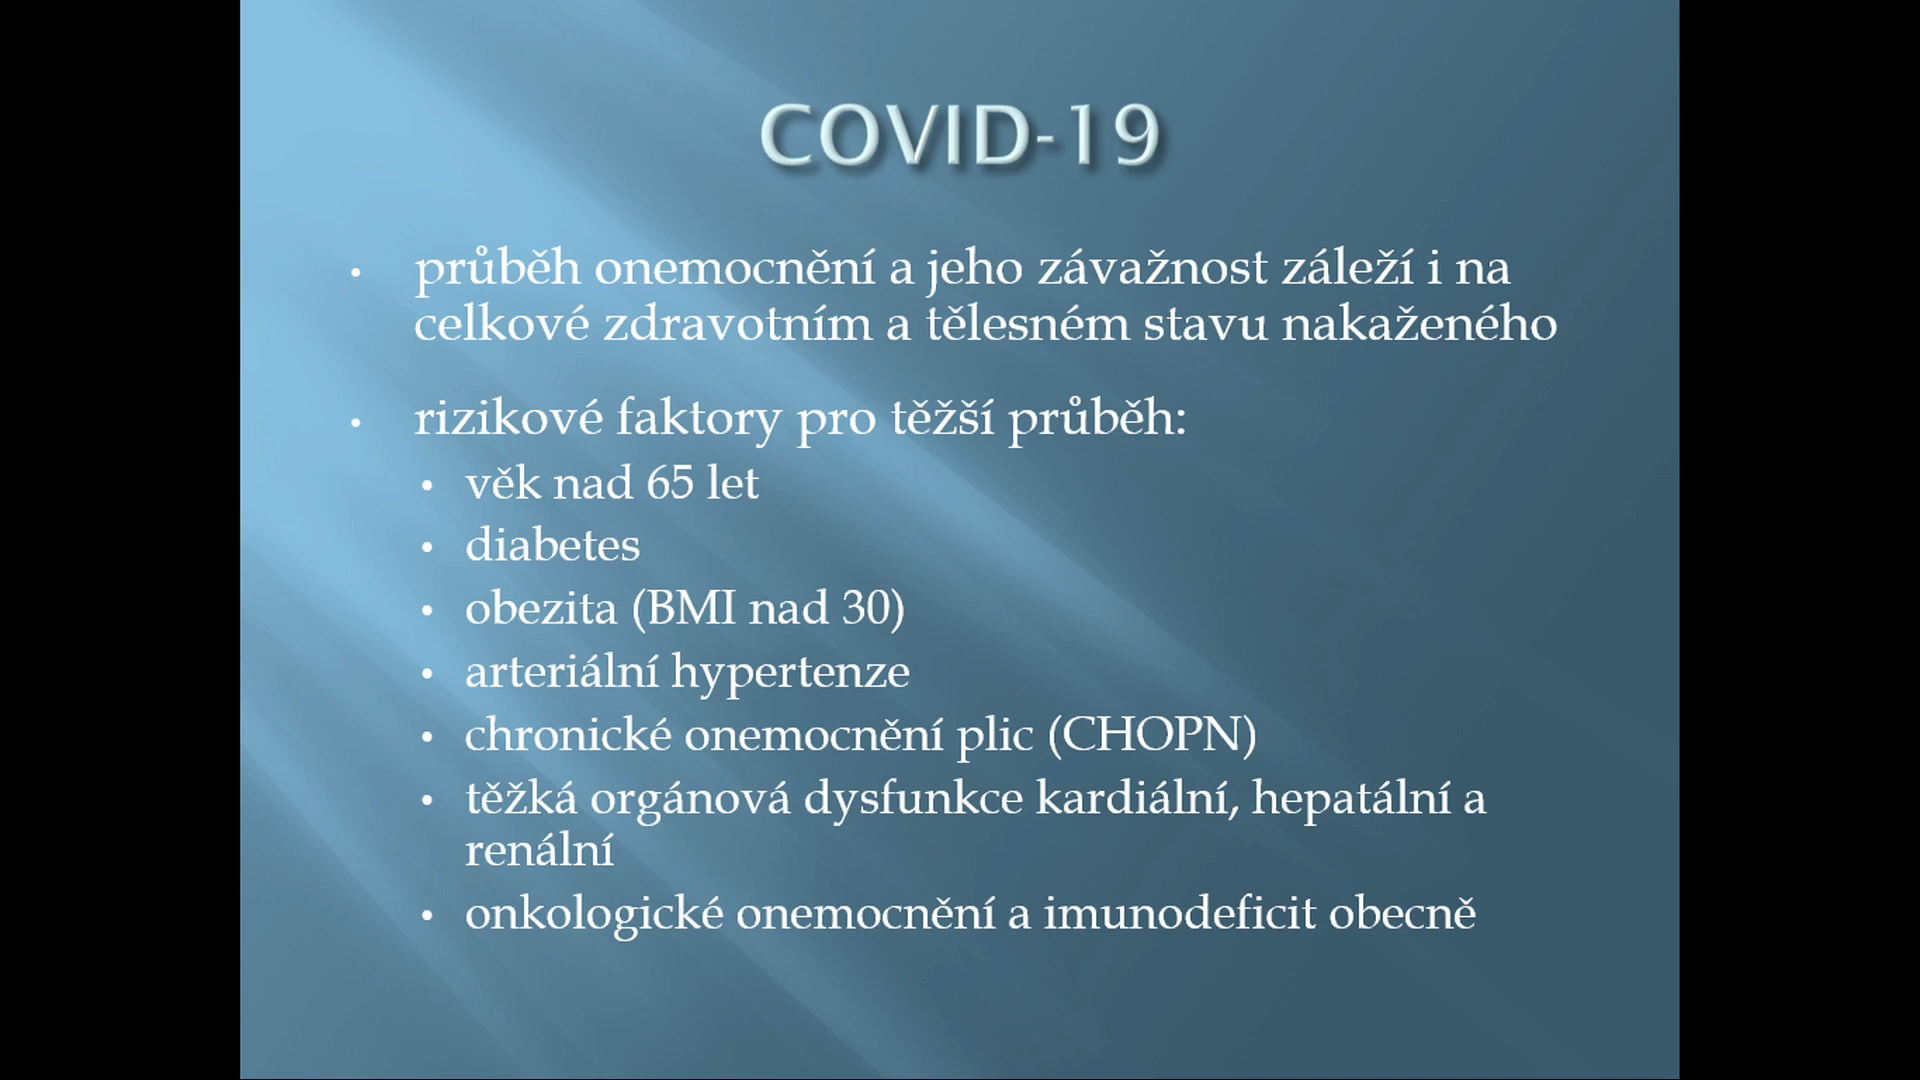 COVID-19
• průběh onemocnění a jeho závažnost záleží i na
celkové zdravotním a tělesném stavu nakaženého
• rizikové faktory pro těžší průběh:
• věk nad 65 let
• diabetes
• obezita (BMI nad 30)
• arteriální hypertenze
• chronické onemocnění plic (CHOPN)
• těžká orgánová dysfunkce kardiální, hepatální a
renální
• onkologické onemocnění a imunodeficit obecně